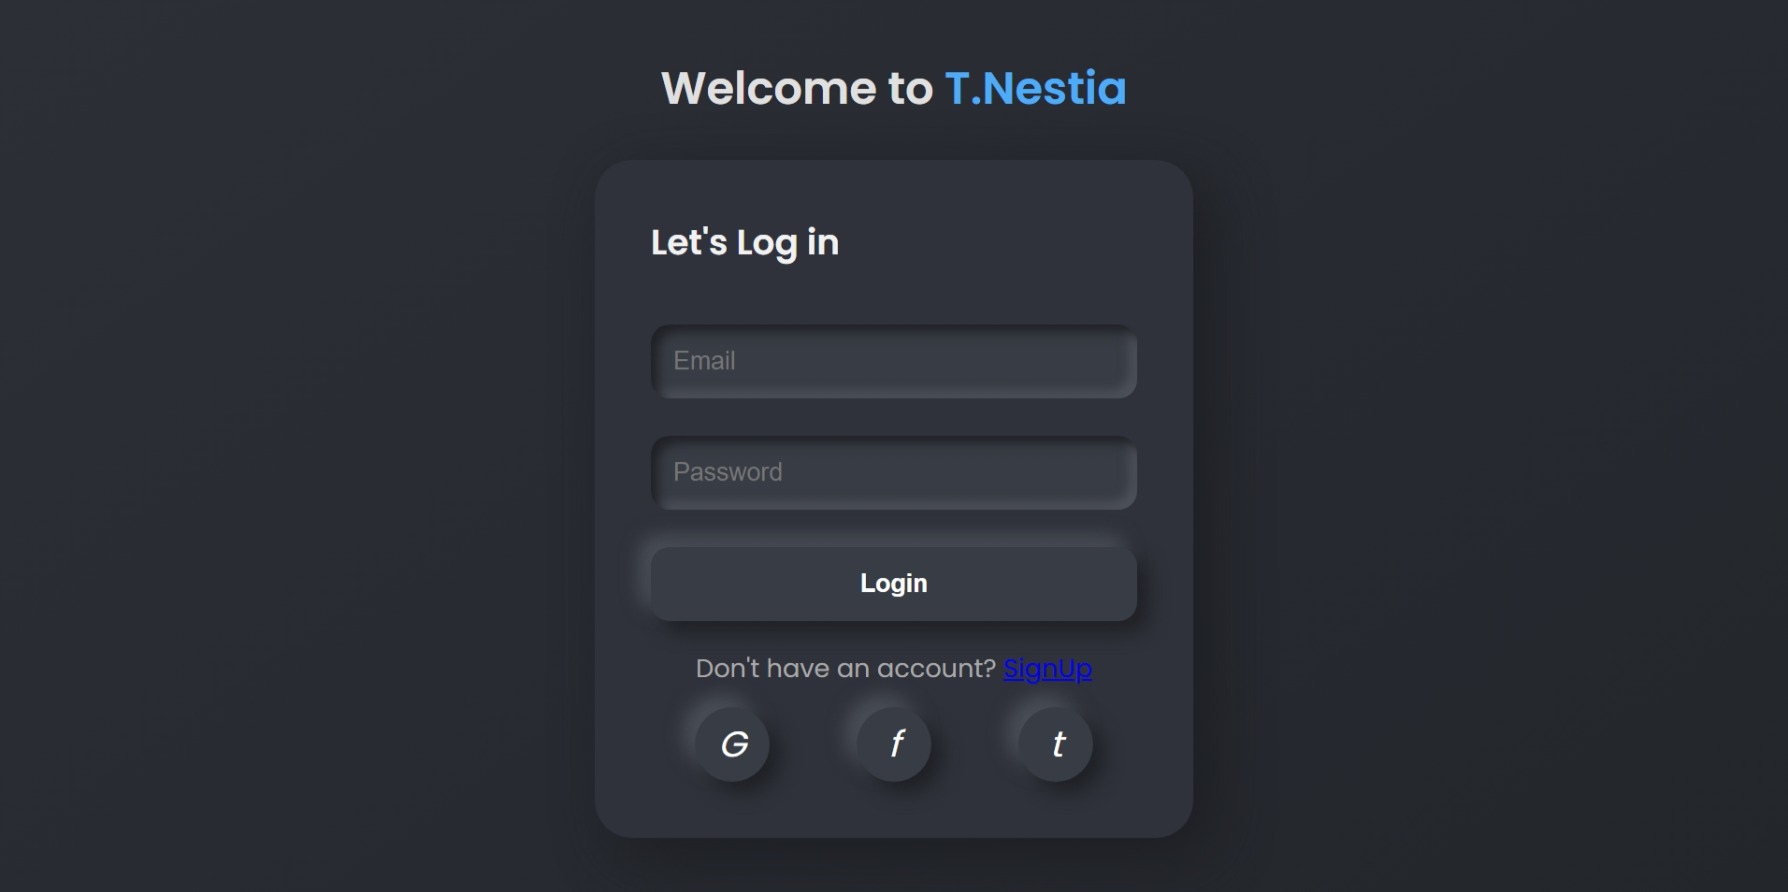 Welcome to T.Nestia
Let's Log in
Email
Password
Login
Don't have an account? SignUp
G f t